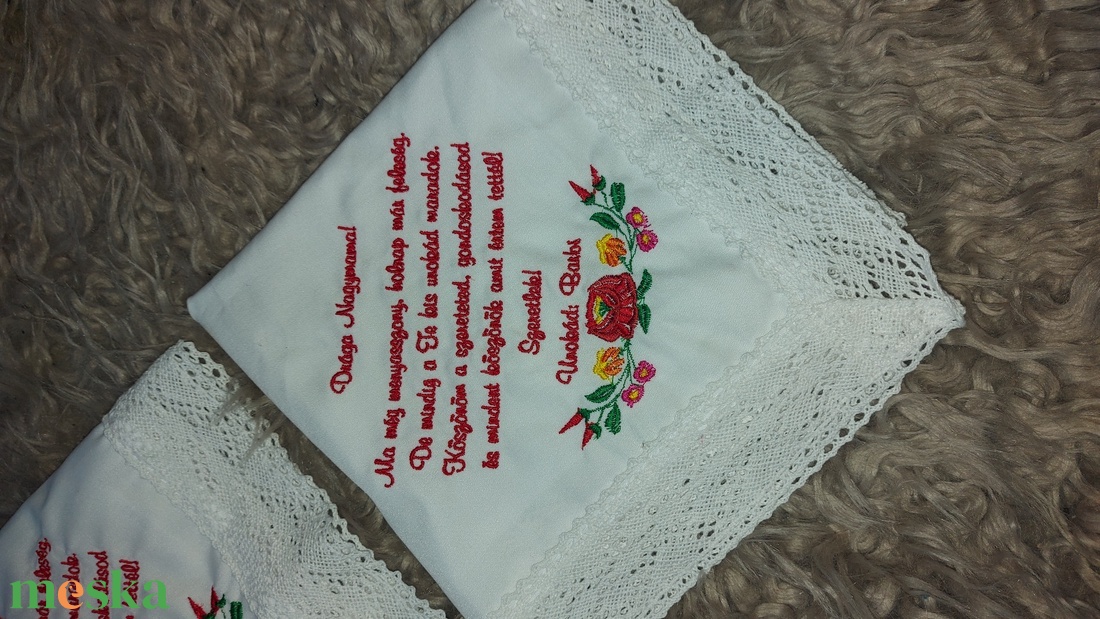 Drága Nagymama!
Ma még menyasszony, holnap már feleség.
De mindig a Te kis unokád maradok.
Köszönöm a szereteted, gondoskodásod
és mindent köszönök amit értem tettél!
Szeretlek!
Unokád: Barbi
meska